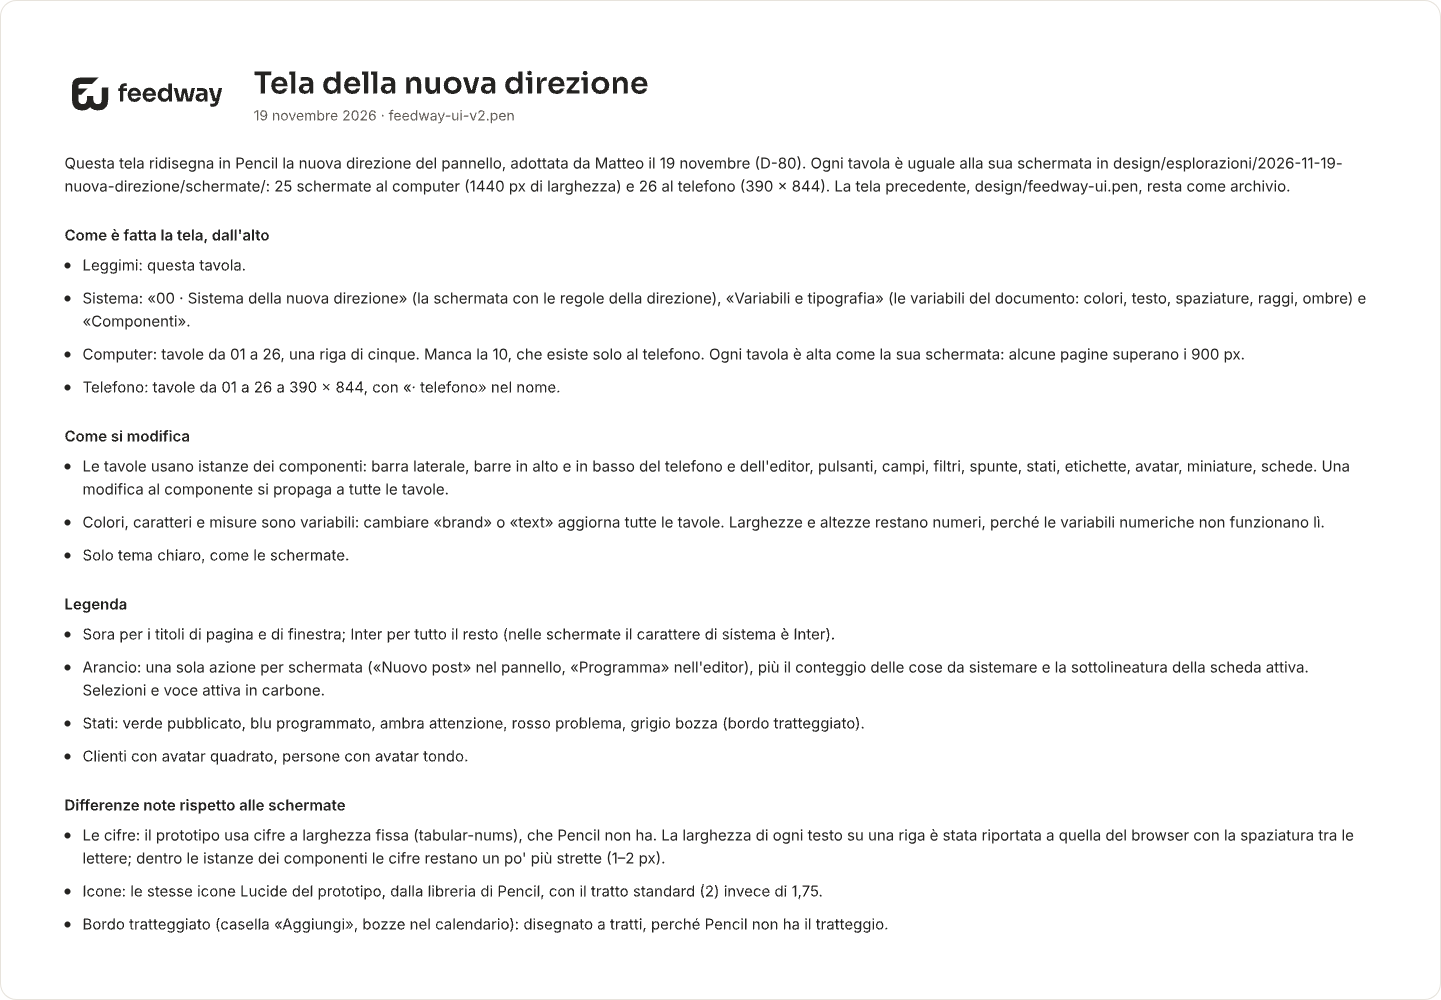 feedway
Tela della nuova direzione
19 novembre 2026 · feedway-ui-v2.pen
Questa tela ridisegna in Pencil la nuova direzione del pannello, adottata da Matteo il 19 novembre (D-80). Ogni tavola è uguale alla sua schermata in design/esplorazioni/2026-11-19-
nuova-direzione/schermate/: 25 schermate al computer (1440 px di larghezza) e 26 al telefono (390 × 844). La tela precedente, design/feedway-ui.pen, resta come archivio.
Come è fatta la tela, dall'alto
• Leggimi: questa tavola.
• Sistema: «00 · Sistema della nuova direzione» (la schermata con le regole della direzione), «Variabili e tipografia» (le variabili del documento: colori, testo, spaziature, raggi, ombre) e
«Componenti».
• Computer: tavole da 01 a 26, una riga di cinque. Manca la 10, che esiste solo al telefono. Ogni tavola è alta come la sua schermata: alcune pagine superano i 900 px.
• Telefono: tavole da 01 a 26 a 390 × 844, con «· telefono» nel nome.
Come si modifica
• Le tavole usano istanze dei componenti: barra laterale, barre in alto e in basso del telefono e dell'editor, pulsanti, campi, filtri, spunte, stati, etichette, avatar, miniature, schede. Una
modifica al componente si propaga a tutte le tavole.
• Colori, caratteri e misure sono variabili: cambiare «brand» o «text» aggiorna tutte le tavole. Larghezze e altezze restano numeri, perché le variabili numeriche non funzionano lì.
• Solo tema chiaro, come le schermate.
Legenda
• Sora per i titoli di pagina e di finestra; Inter per tutto il resto (nelle schermate il carattere di sistema è Inter).
• Arancio: una sola azione per schermata («Nuovo post» nel pannello, «Programma» nell'editor), più il conteggio delle cose da sistemare e la sottolineatura della scheda attiva.
Selezioni e voce attiva in carbone.
• Stati: verde pubblicato, blu programmato, ambra attenzione, rosso problema, grigio bozza (bordo tratteggiato).
• Clienti con avatar quadrato, persone con avatar tondo.
Differenze note rispetto alle schermate
• Le cifre: il prototipo usa cifre a larghezza fissa (tabular-nums), che Pencil non ha. La larghezza di ogni testo su una riga è stata riportata a quella del browser con la spaziatura tra le
lettere; dentro le istanze dei componenti le cifre restano un po' più strette (1–2 px).
• Icone: le stesse icone Lucide del prototipo, dalla libreria di Pencil, con il tratto standard (2) invece di 1,75.
• Bordo tratteggiato (casella «Aggiungi», bozze nel calendario): disegnato a tratti, perché Pencil non ha il tratteggio.